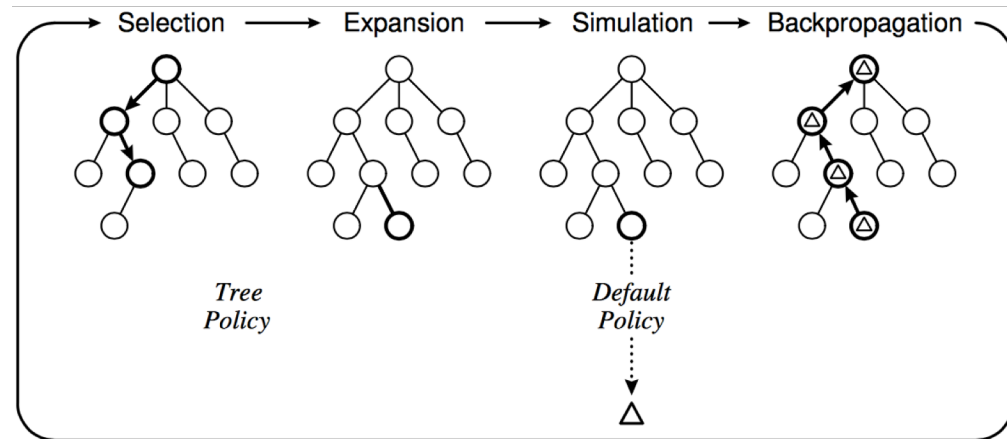 Selection Expansion Simulation Backpropagation
Tree
Policy
Default
Policy